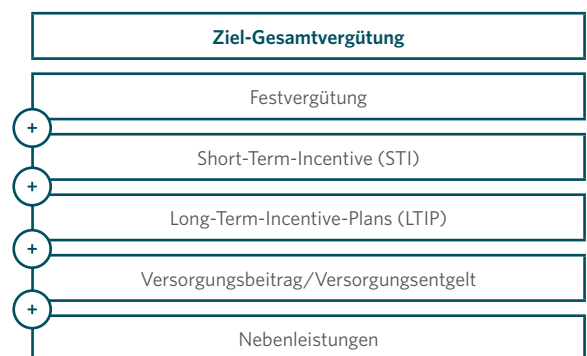 Ziel-Gesamtvergütung
Festvergütung
+
Short-Term-Incentive (STI)
+
Long-Term-Incentive-Plans (LTIP)
+
Versorgungsbeitrag/Versorgungsentgelt
+
Nebenleistungen